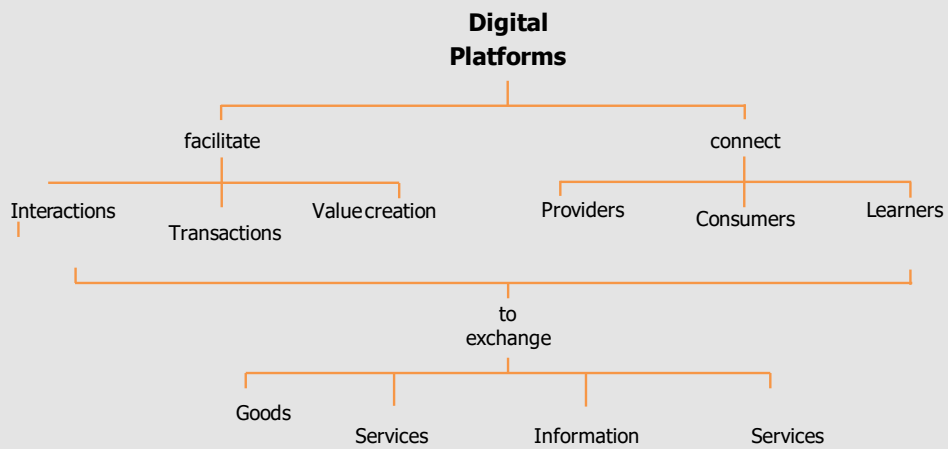 Digital
Platforms
facilitate
connect
Interactions
Transactions
Value creation
Providers
Consumers
Learners
to
exchange
Goods
Services
Information
Services